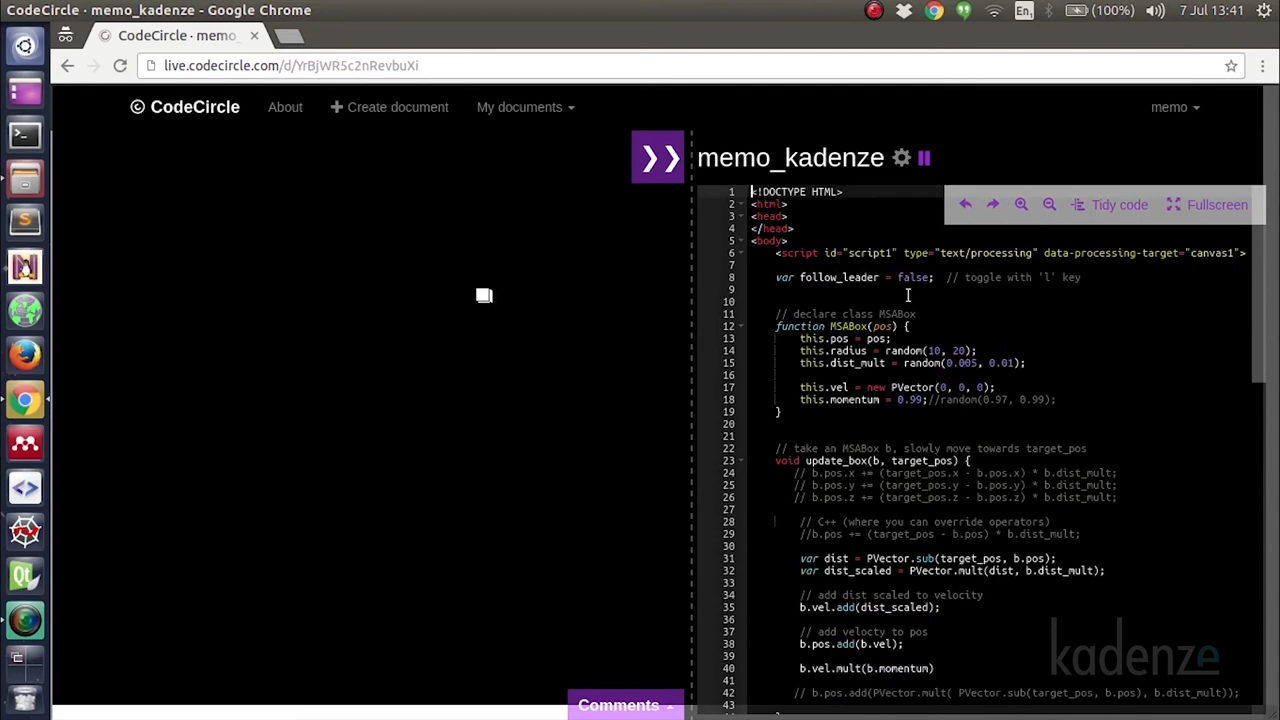 CodeCircle · memo_kadenze - Google Chrome
En₁
(100%)
7 Jul 13:41
CodeCircle · memo_
live.codecircle.com/d/YrBjWR5c2nRevbuXi
© CodeCircle
About
Create document
My documents
memo
❯❯
memo_kadenze
Tidy code
Fullscreen
1 <!DOCTYPE HTML>
2 <html>
3 <head>
4 </head>
5 <body>
6 <script id="script1" type="text/processing" data-processing-target="canvas1">
7
8 var follow_leader = false; // toggle with 'l' key
9
10
11 // declare class MSABox
12 function MSABox(pos) {
13 this.pos = pos;
14 this.radius = random(10, 20);
15 this.dist_mult = random(0.005, 0.01);
16
17 this.vel = new PVector(0, 0, 0);
18 this.momentum = 0.99;//random(0.97, 0.99);
19 }
20
21
22 // take an MSABox b, slowly move towards target_pos
23 void update_box(b, target_pos) {
24 // b.pos.x += (target_pos.x - b.pos.x) * b.dist_mult;
25 // b.pos.y += (target_pos.y - b.pos.y) * b.dist_mult;
26 // b.pos.z += (target_pos.z - b.pos.z) * b.dist_mult;
27
28 // C++ (where you can override operators)
29 //b.pos += (target_pos - b.pos) * b.dist_mult;
30
31 var dist = PVector.sub(target_pos, b.pos);
32 var dist_scaled = PVector.mult(dist, b.dist_mult);
33
34 // add dist scaled to velocity
35 b.vel.add(dist_scaled);
36
37 // add velocty to pos
38 b.pos.add(b.vel);
39
40 b.vel.mult(b.momentum)
41
42 // b.pos.add(PVector.mult( PVector.sub(target_pos, b.pos), b.dist_mult));
43
kadenze
Comments